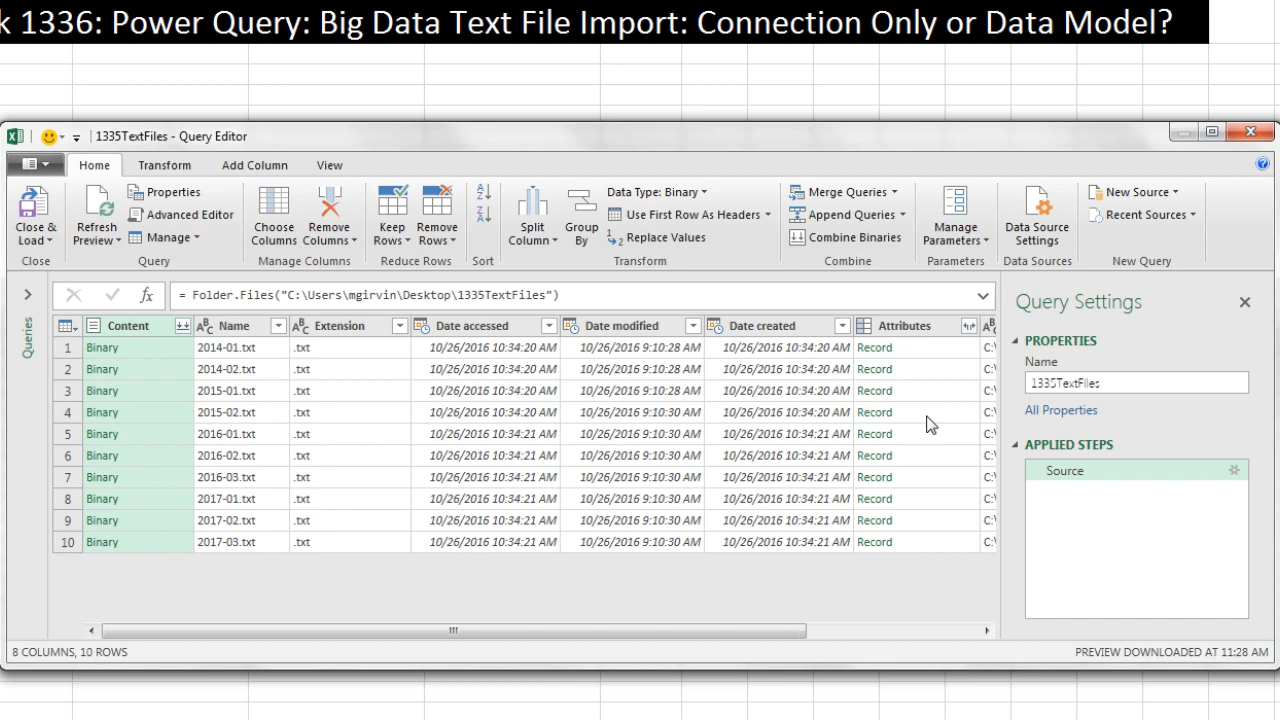 k 1336: Power Query: Big Data Text File Import: Connection Only or Data Model?
1335TextFiles - Query Editor
Home Transform Add Column View
Close & Load
Refresh Preview
Properties
Advanced Editor
Manage
Choose Columns
Remove Columns
Keep Rows
Remove Rows
Split Column
Group By
Data Type: Binary
Use First Row As Headers
Replace Values
Merge Queries
Append Queries
Combine Binaries
Manage Parameters
Data Source Settings
New Source
Recent Sources
Close Query Manage Columns Reduce Rows Sort Transform Combine Parameters Data Sources New Query
= Folder.Files("C:\Users\mgirvin\Desktop\1335TextFiles")
Queries
Content Name Extension Date accessed Date modified Date created Attributes
1 Binary 2014-01.txt .txt 10/26/2016 10:34:20 AM 10/26/2016 9:10:28 AM 10/26/2016 10:34:20 AM Record C:\
2 Binary 2014-02.txt .txt 10/26/2016 10:34:20 AM 10/26/2016 9:10:28 AM 10/26/2016 10:34:20 AM Record C:\
3 Binary 2015-01.txt .txt 10/26/2016 10:34:20 AM 10/26/2016 9:10:28 AM 10/26/2016 10:34:20 AM Record C:\
4 Binary 2015-02.txt .txt 10/26/2016 10:34:20 AM 10/26/2016 9:10:30 AM 10/26/2016 10:34:20 AM Record C:\
5 Binary 2016-01.txt .txt 10/26/2016 10:34:21 AM 10/26/2016 9:10:30 AM 10/26/2016 10:34:21 AM Record C:\
6 Binary 2016-02.txt .txt 10/26/2016 10:34:21 AM 10/26/2016 9:10:30 AM 10/26/2016 10:34:21 AM Record C:\
7 Binary 2016-03.txt .txt 10/26/2016 10:34:21 AM 10/26/2016 9:10:30 AM 10/26/2016 10:34:21 AM Record C:\
8 Binary 2017-01.txt .txt 10/26/2016 10:34:21 AM 10/26/2016 9:10:30 AM 10/26/2016 10:34:21 AM Record C:\
9 Binary 2017-02.txt .txt 10/26/2016 10:34:21 AM 10/26/2016 9:10:30 AM 10/26/2016 10:34:21 AM Record C:\
10 Binary 2017-03.txt .txt 10/26/2016 10:34:21 AM 10/26/2016 9:10:30 AM 10/26/2016 10:34:21 AM Record C:\
Query Settings
PROPERTIES
Name
1335TextFiles
All Properties
APPLIED STEPS
Source
8 COLUMNS, 10 ROWS
PREVIEW DOWNLOADED AT 11:28 AM